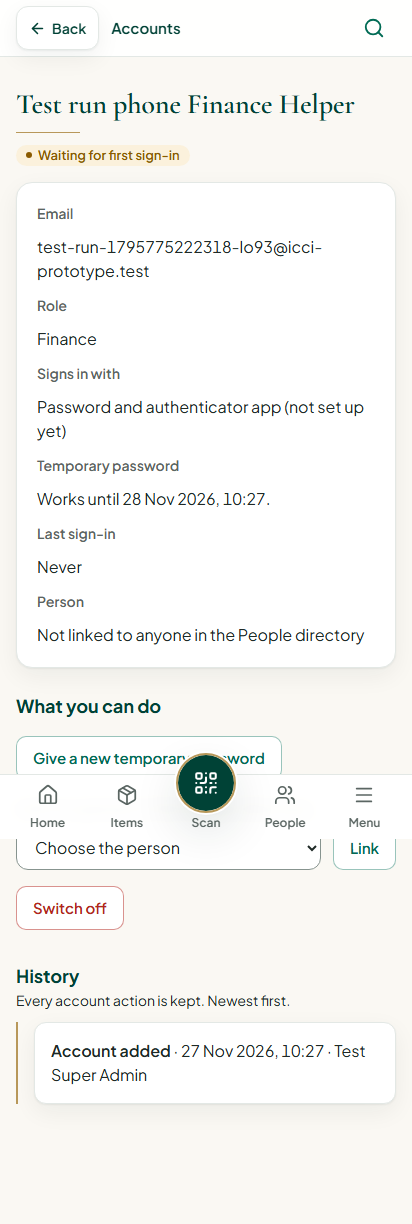 Back
Accounts
Test run phone Finance Helper
Waiting for first sign-in
Email
test-run-1795775222318-lo93@icci-
prototype.test
Role
Finance
Signs in with
Password and authenticator app (not set up
yet)
Temporary password
Works until 28 Nov 2026, 10:27.
Last sign-in
Never
Person
Not linked to anyone in the People directory
What you can do
Give a new
Home
Items
Scan
People
Menu
Choose the person
Link
Switch off
History
Every account action is kept. Newest first.
Account added · 27 Nov 2026, 10:27 · Test
Super Admin